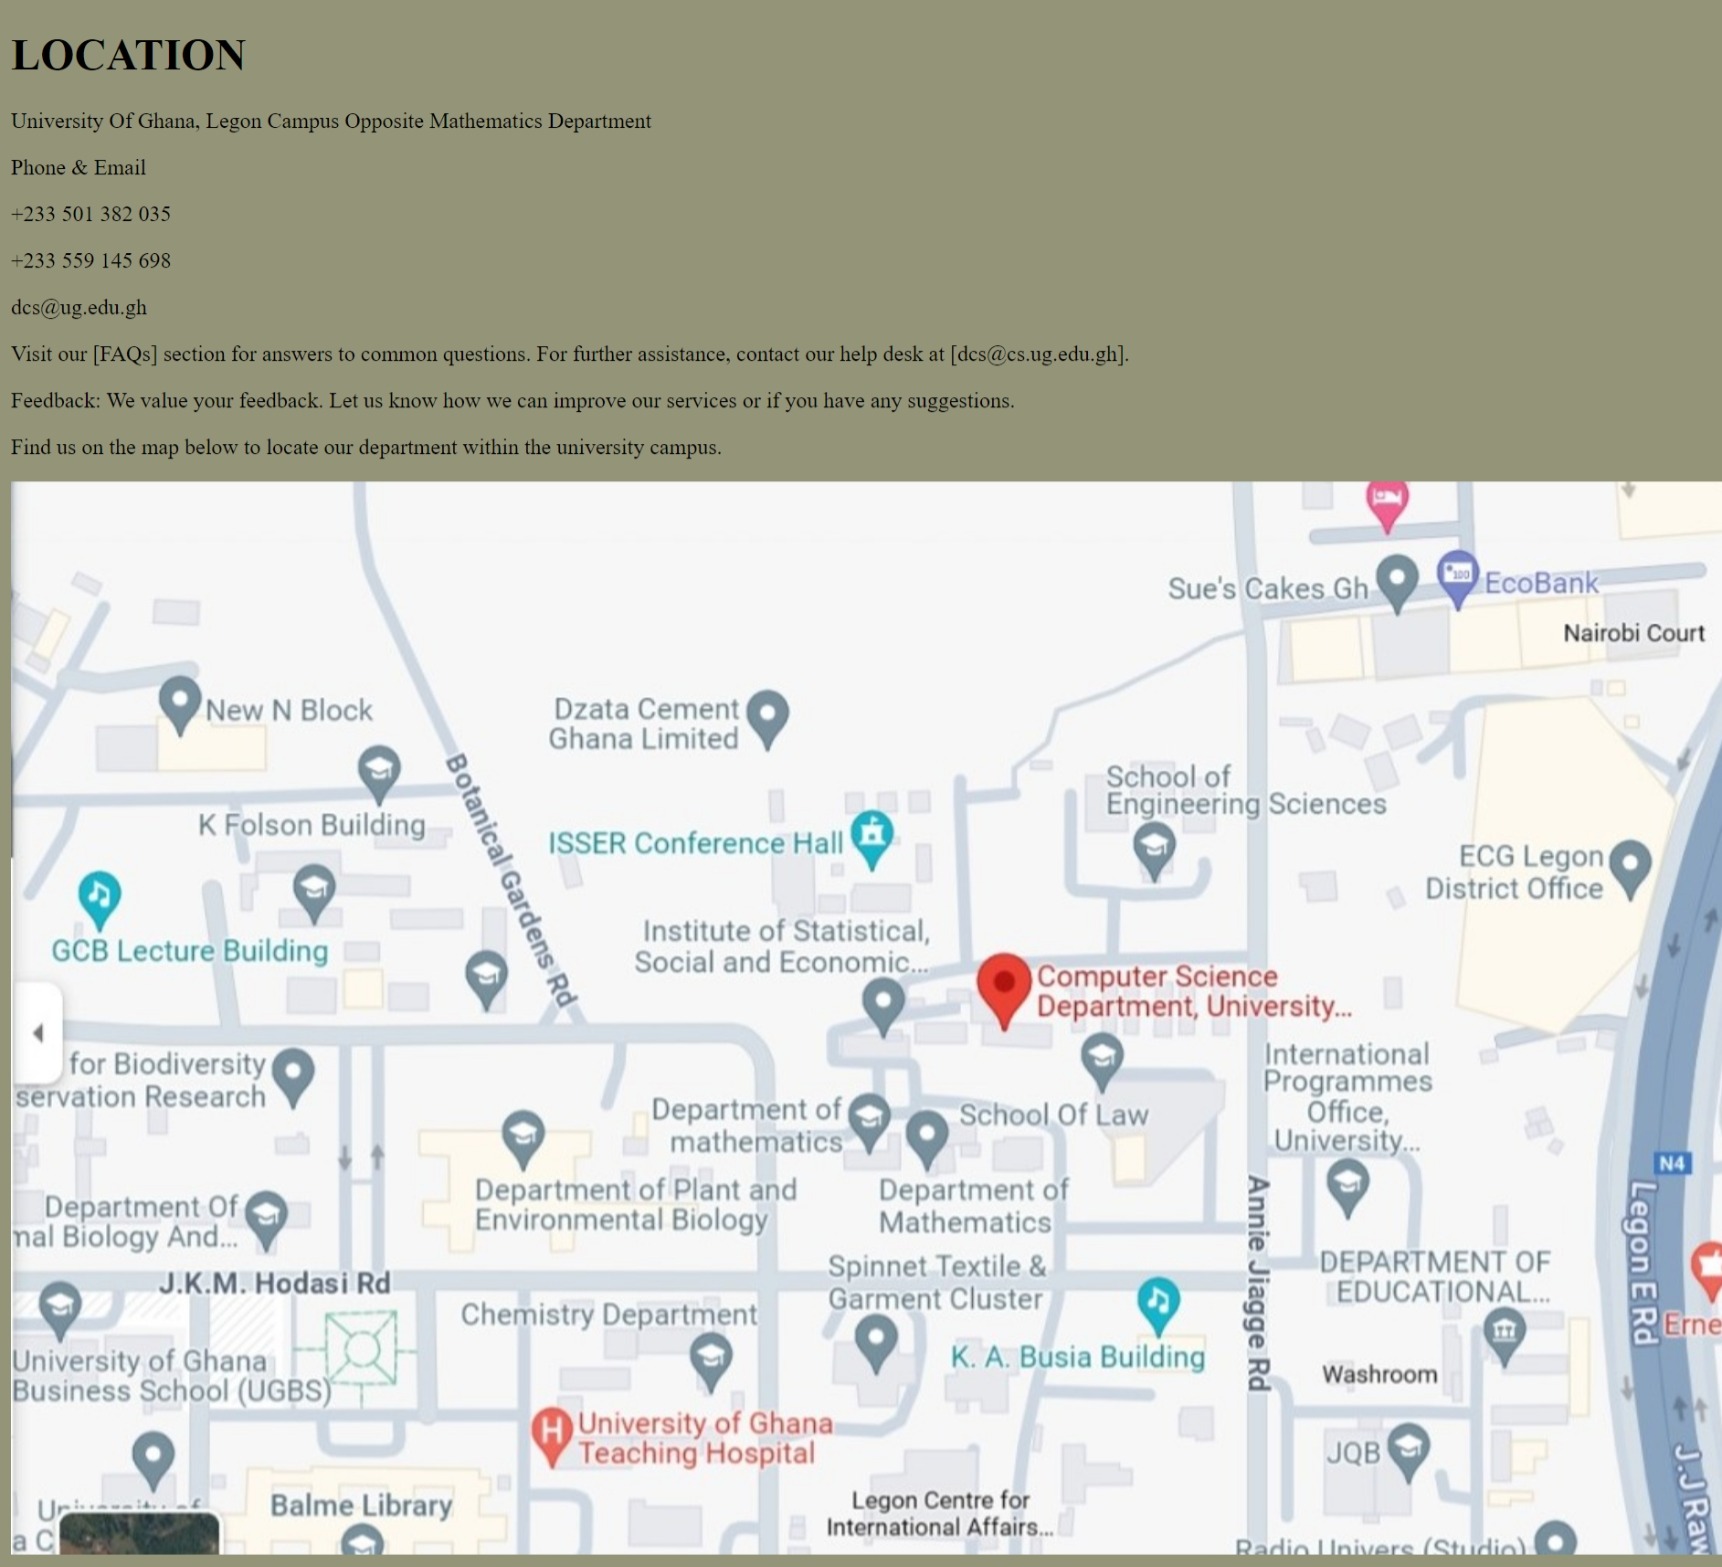 LOCATION
University Of Ghana, Legon Campus Opposite Mathematics Department
Phone & Email
+233 501 382 035
+233 559 145 698
dcs@ug.edu.gh
Visit our [FAQs] section for answers to common questions. For further assistance, contact our help desk at [dcs@cs.ug.edu.gh].
Feedback: We value your feedback. Let us know how we can improve our services or if you have any suggestions.
Find us on the map below to locate our department within the university campus.
Sue's Cakes Gh
EcoBank
Nairobi Court
New N Block
Dzata Cement
Ghana Limited
Botanical Gardens Rd
School of
Engineering Sciences
K Folson Building
ISSER Conference Hall
ECG Legon
District Office
GCB Lecture Building
Institute of Statistical,
Social and Economic...
Computer Science
Department, University...
for Biodiversity
servation Research
International
Programmes
Office,
University...
Department of
mathematics
School Of Law
N4
Department of Plant and
Environmental Biology
Department of
Mathematics
Annie Jiagge Rd
Legon E Rd
Department Of
nal Biology And...
J.K.M. Hodasi Rd
Spinnet Textile &
Garment Cluster
DEPARTMENT OF
EDUCATIONAL...
Chemistry Department
Erne
University of Ghana
Business School (UGBS)
K. A. Busia Building
Washroom
University of Ghana
Teaching Hospital
JQB
J.J Raw
Balme Library
Legon Centre for
International Affairs...
a C
Radio Univers (Studio)